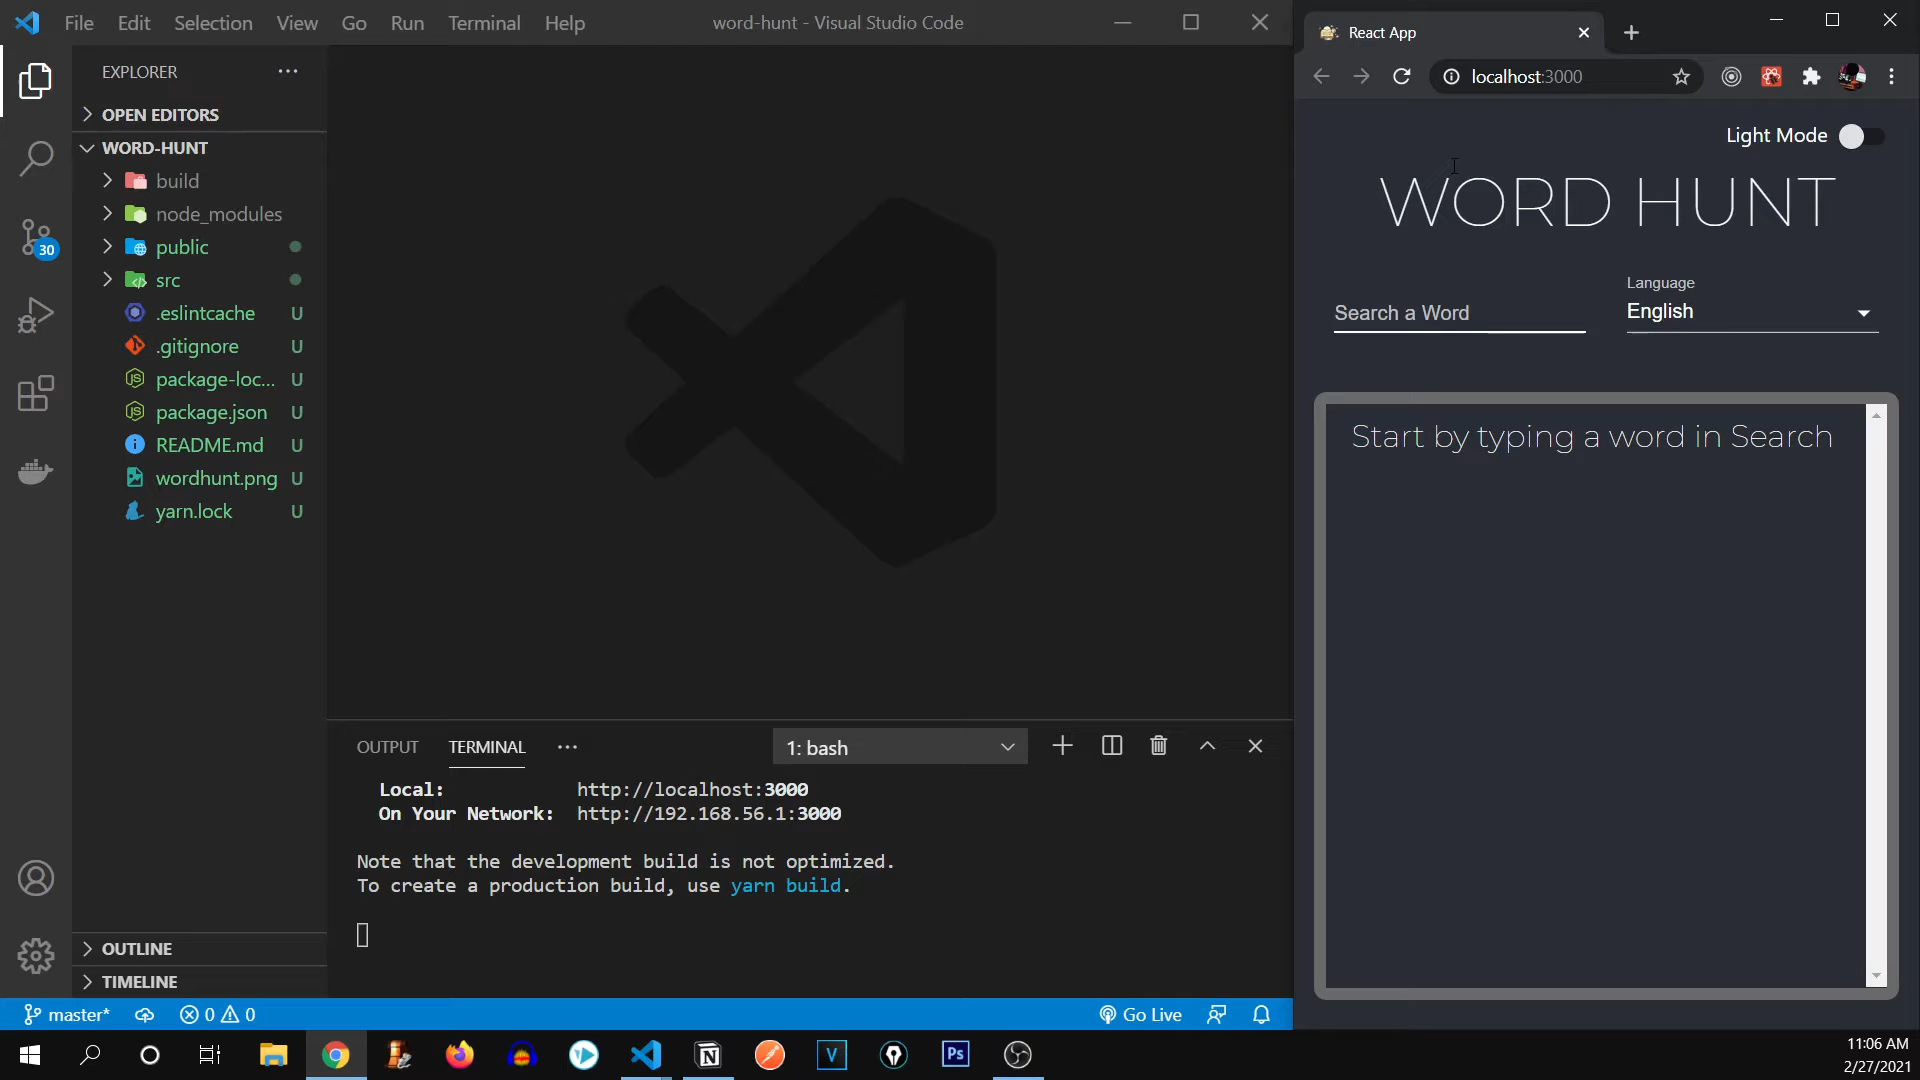 File Edit Selection View Go Run Terminal Help
word-hunt - Visual Studio Code
EXPLORER
OPEN EDITORS
WORD-HUNT
build
node_modules
public
src
.eslintcache U
.gitignore U
package-loc... U
package.json U
README.md U
wordhunt.png U
yarn.lock U
30
OUTLINE
TIMELINE
OUTPUT TERMINAL
1: bash
Local: http://localhost:3000
On Your Network: http://192.168.56.1:3000
Note that the development build is not optimized.
To create a production build, use yarn build.
master* 0 0 Go Live
React App
localhost:3000
Light Mode
WORD HUNT
Search a Word
Language
English
Start by typing a word in Search
11:06 AM
2/27/2021